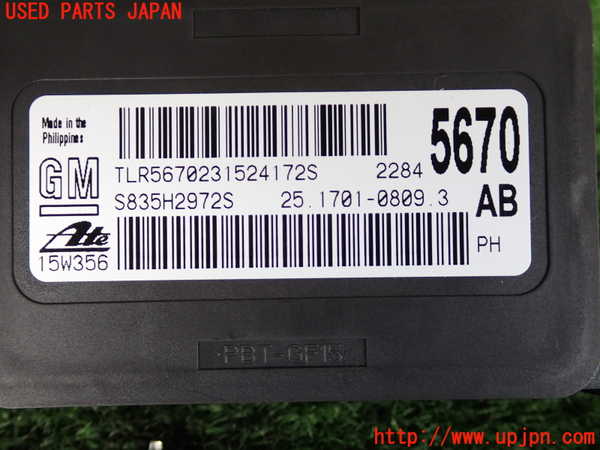 USED PARTS JAPAN
Made in the
Philippines
5670
GM
TLR5670231524172S 2284
S835H2972S 25.1701-0809.3 AB
Ate
15W356
PH
·PBT-GF15
http://www.upjpn.com